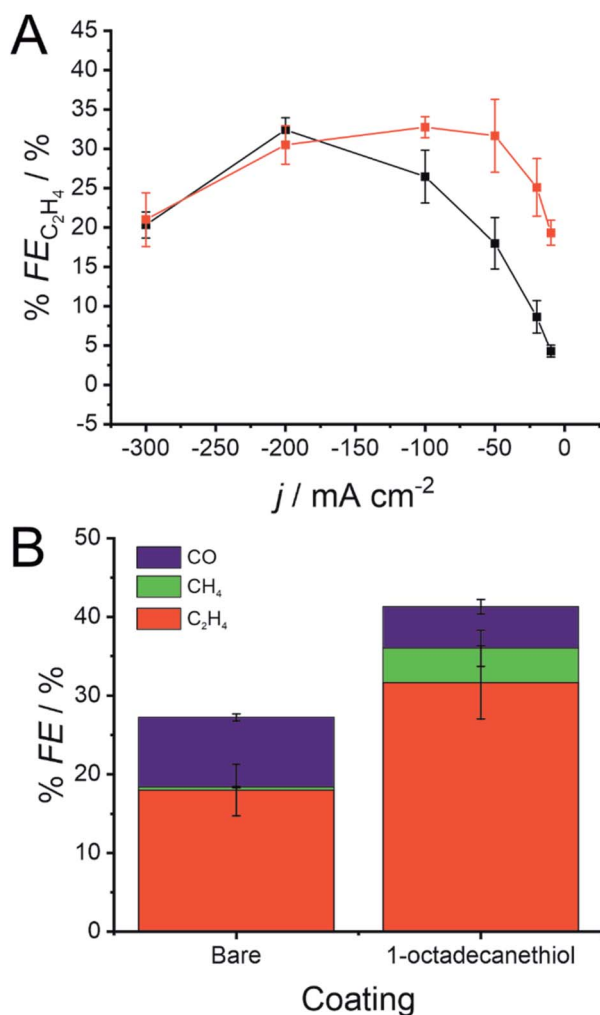 A
45
40
35
30
25
20
15
10
5
0
-5
% FE_C₂H₄ / %
-300 -250 -200 -150 -100 -50 0
j / mA cm⁻²
B
50
40
30
20
10
0
% FE / %
CO
CH₄
C₂H₄
Bare 1-octadecanethiol
Coating